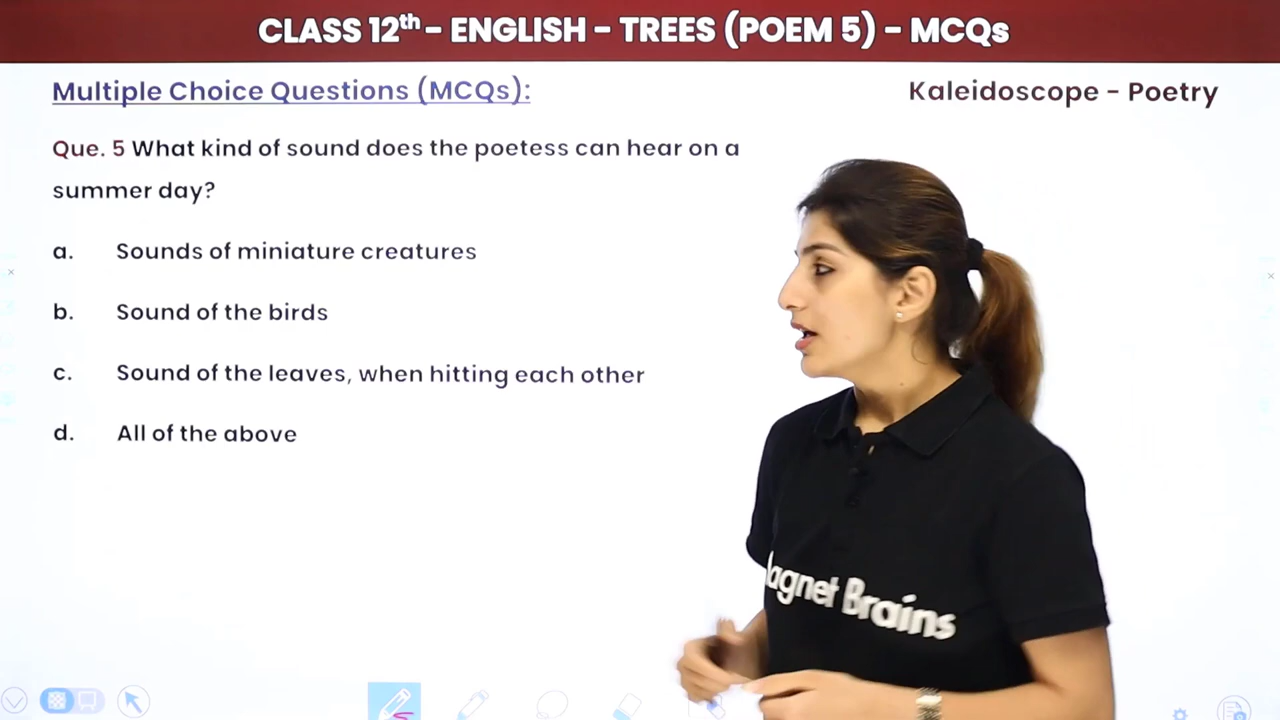 CLASS 12th - ENGLISH - TREES (POEM 5) - MCQs
Multiple Choice Questions (MCQs):
Kaleidoscope - Poetry
Que. 5 What kind of sound does the poetess can hear on a
summer day?
a. Sounds of miniature creatures
b. Sound of the birds
c. Sound of the leaves, when hitting each other
d. All of the above
agnet Brains